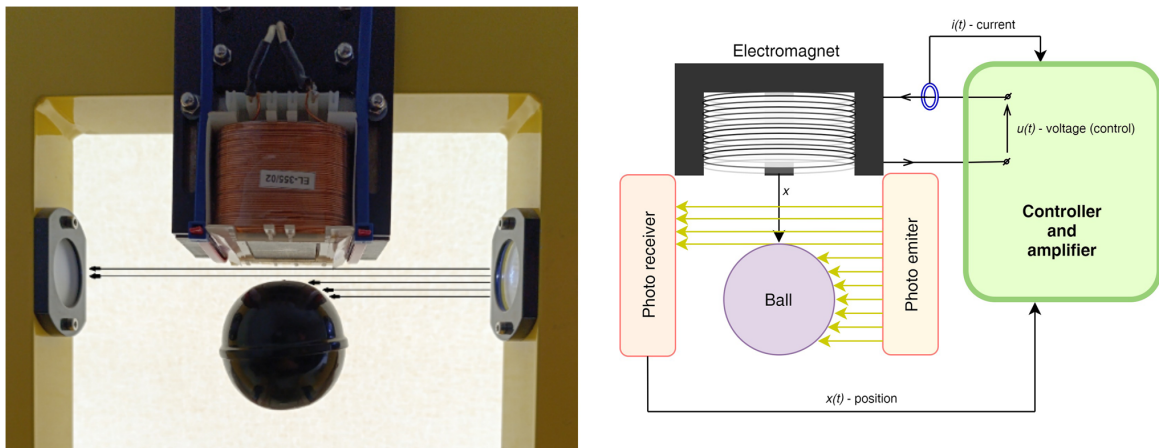 EL-355/02
i(t) - current
Electromagnet
u(t) - voltage (control)
x
Controller
and
amplifier
Photo receiver
Ball
Photo emiter
x(t) - position